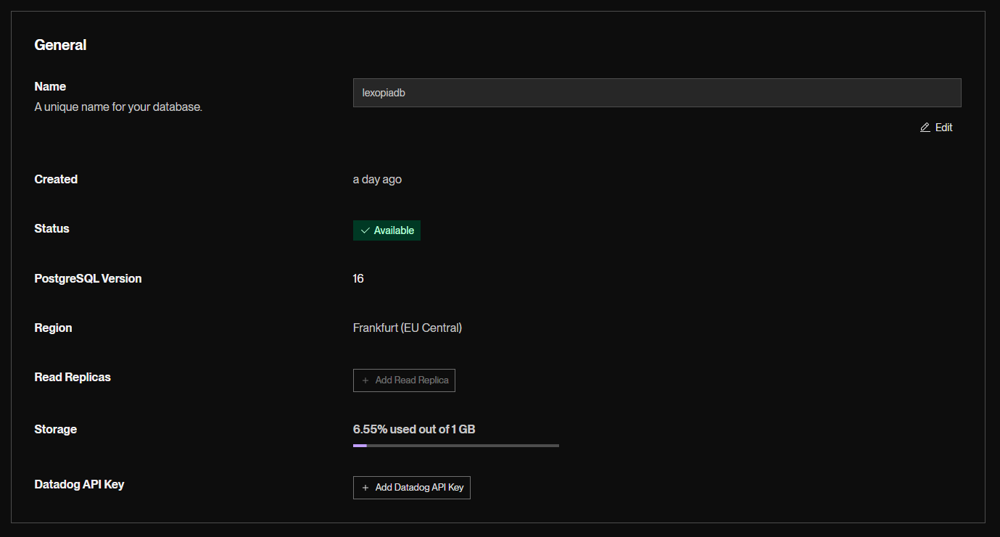 General
Name
lexopiadb
A unique name for your database.
Edit
Created
a day ago
Status
Available
PostgreSQL Version
16
Region
Frankfurt (EU Central)
Read Replicas
+ Add Read Replica
Storage
6.55% used out of 1 GB
Datadog API Key
+ Add Datadog API Key